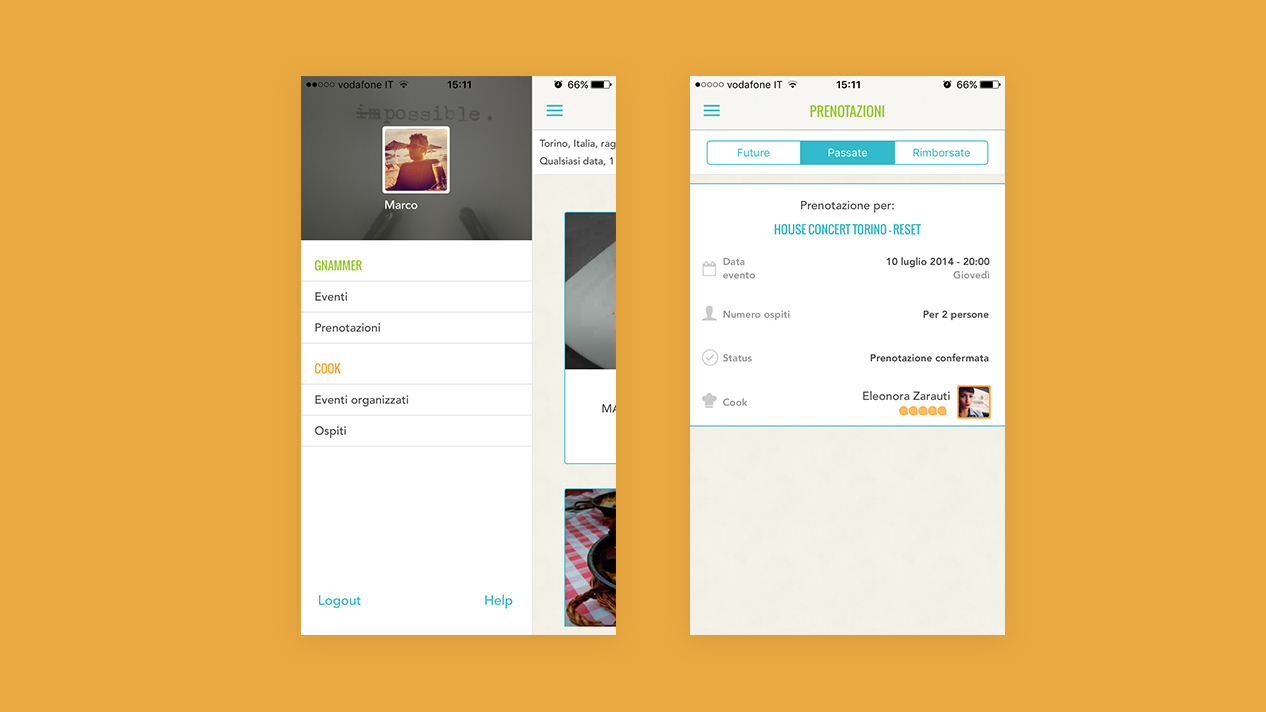 vodafone IT
15:11
66%
impossible.
Marco
GNAMMER
Eventi
Prenotazioni
COOK
Eventi organizzati
Ospiti
Logout
Help
Torino, Italia, rag
Qualsiasi data, 1
MA
vodafone IT
15:11
66%
PRENOTAZIONI
Future
Passate
Rimborsate
Prenotazione per:
HOUSE CONCERT TORINO - RESET
Data
evento
10 luglio 2014 - 20:00
Giovedì
Numero ospiti
Per 2 persone
Status
Prenotazione confermata
Cook
Eleonora Zarauti